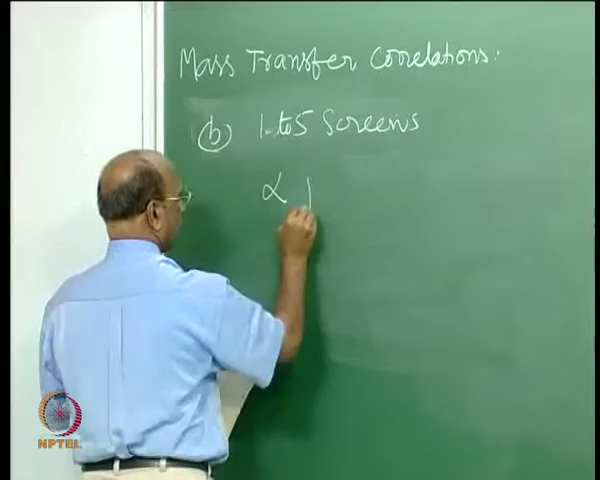 Mass Transfer Correlations:
(b) 1 to 5 Screens
α
NPTEL